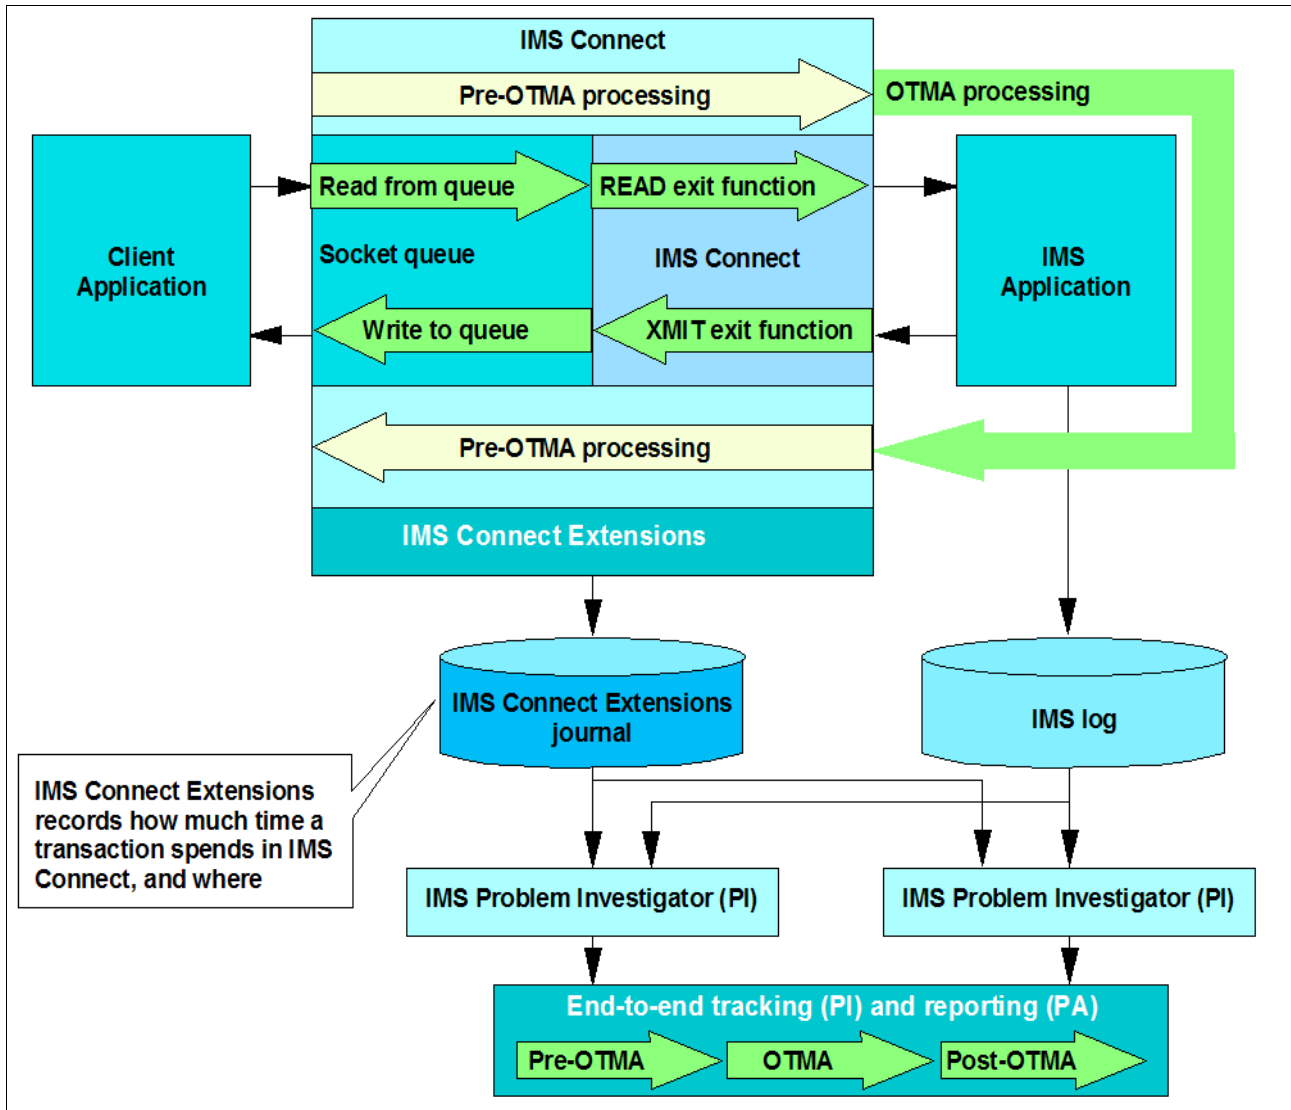 IMS Connect
Pre-OTMA processing
OTMA processing
Read from queue
READ exit function
Client
Application
Socket queue
IMS Connect
IMS
Application
Write to queue
XMIT exit function
Pre-OTMA processing
IMS Connect Extensions
IMS Connect Extensions
journal
IMS log
IMS Connect Extensions
records how much time a
transaction spends in IMS
Connect, and where
IMS Problem Investigator (PI)
IMS Problem Investigator (PI)
End-to-end tracking (PI) and reporting (PA)
Pre-OTMA
OTMA
Post-OTMA